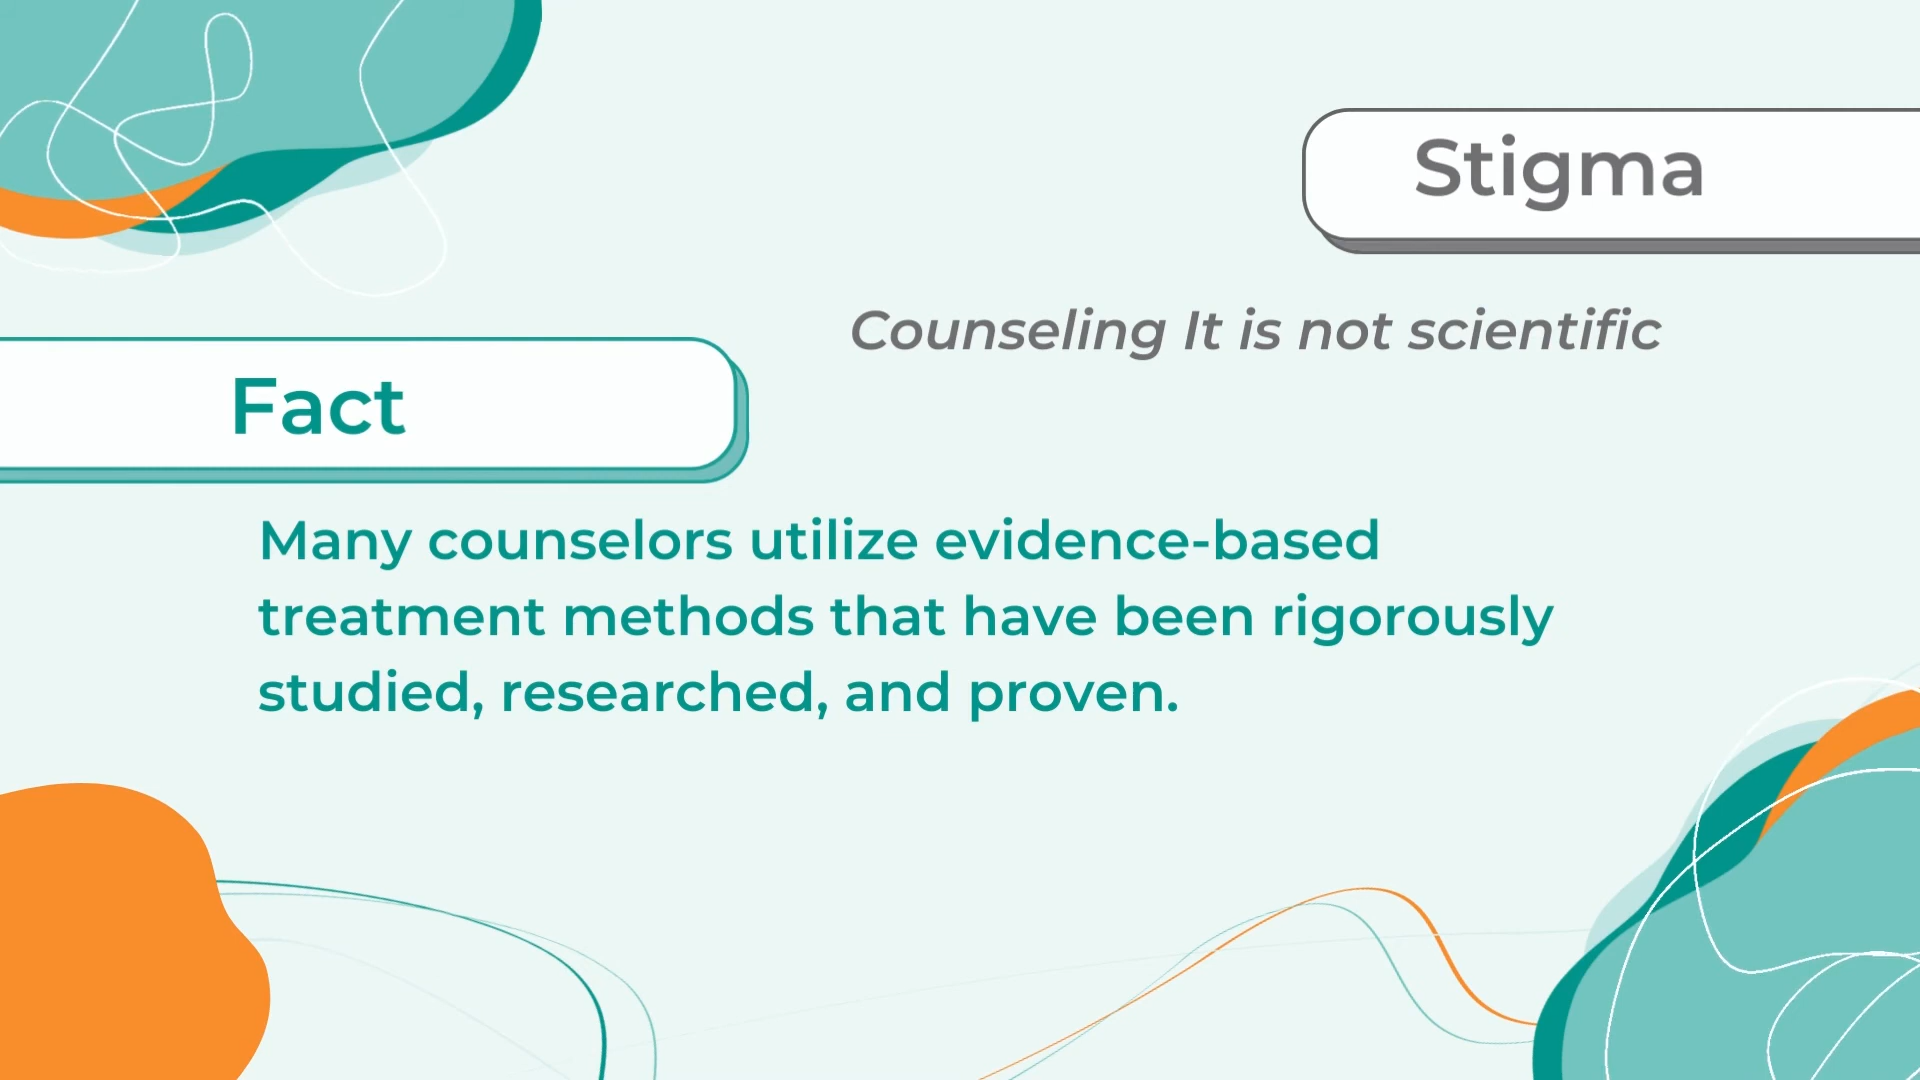 Stigma
Counseling It is not scientific
Fact
Many counselors utilize evidence-based
treatment methods that have been rigorously
studied, researched, and proven.